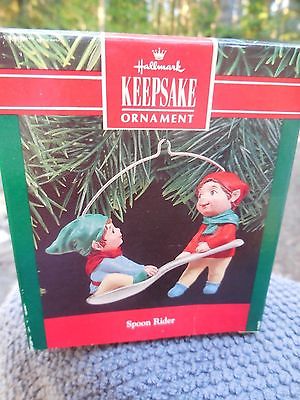 Hallmark
KEEPSAKE
ORNAMENT
Spoon Rider